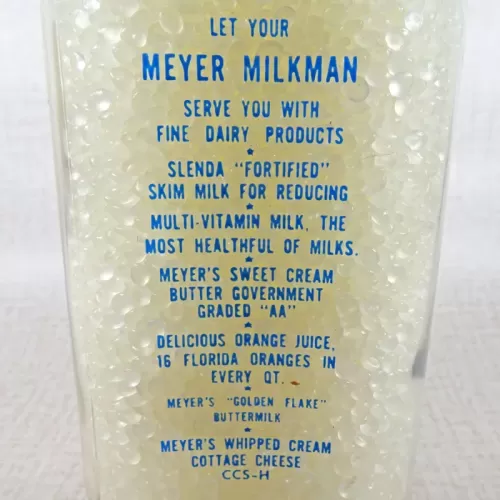 LET YOUR
MEYER MILKMAN
SERVE YOU WITH
FINE DAIRY PRODUCTS
SLENDA "FORTIFIED"
SKIM MILK FOR REDUCING
MULTI-VITAMIN MILK, THE
MOST HEALTHFUL OF MILKS.
MEYER'S SWEET CREAM
BUTTER GOVERNMENT
GRADED "AA"
DELICIOUS ORANGE JUICE,
16 FLORIDA ORANGES IN
EVERY QT.
MEYER'S "GOLDEN FLAKE"
BUTTERMILK
MEYER'S WHIPPED CREAM
COTTAGE CHEESE
CCS-H